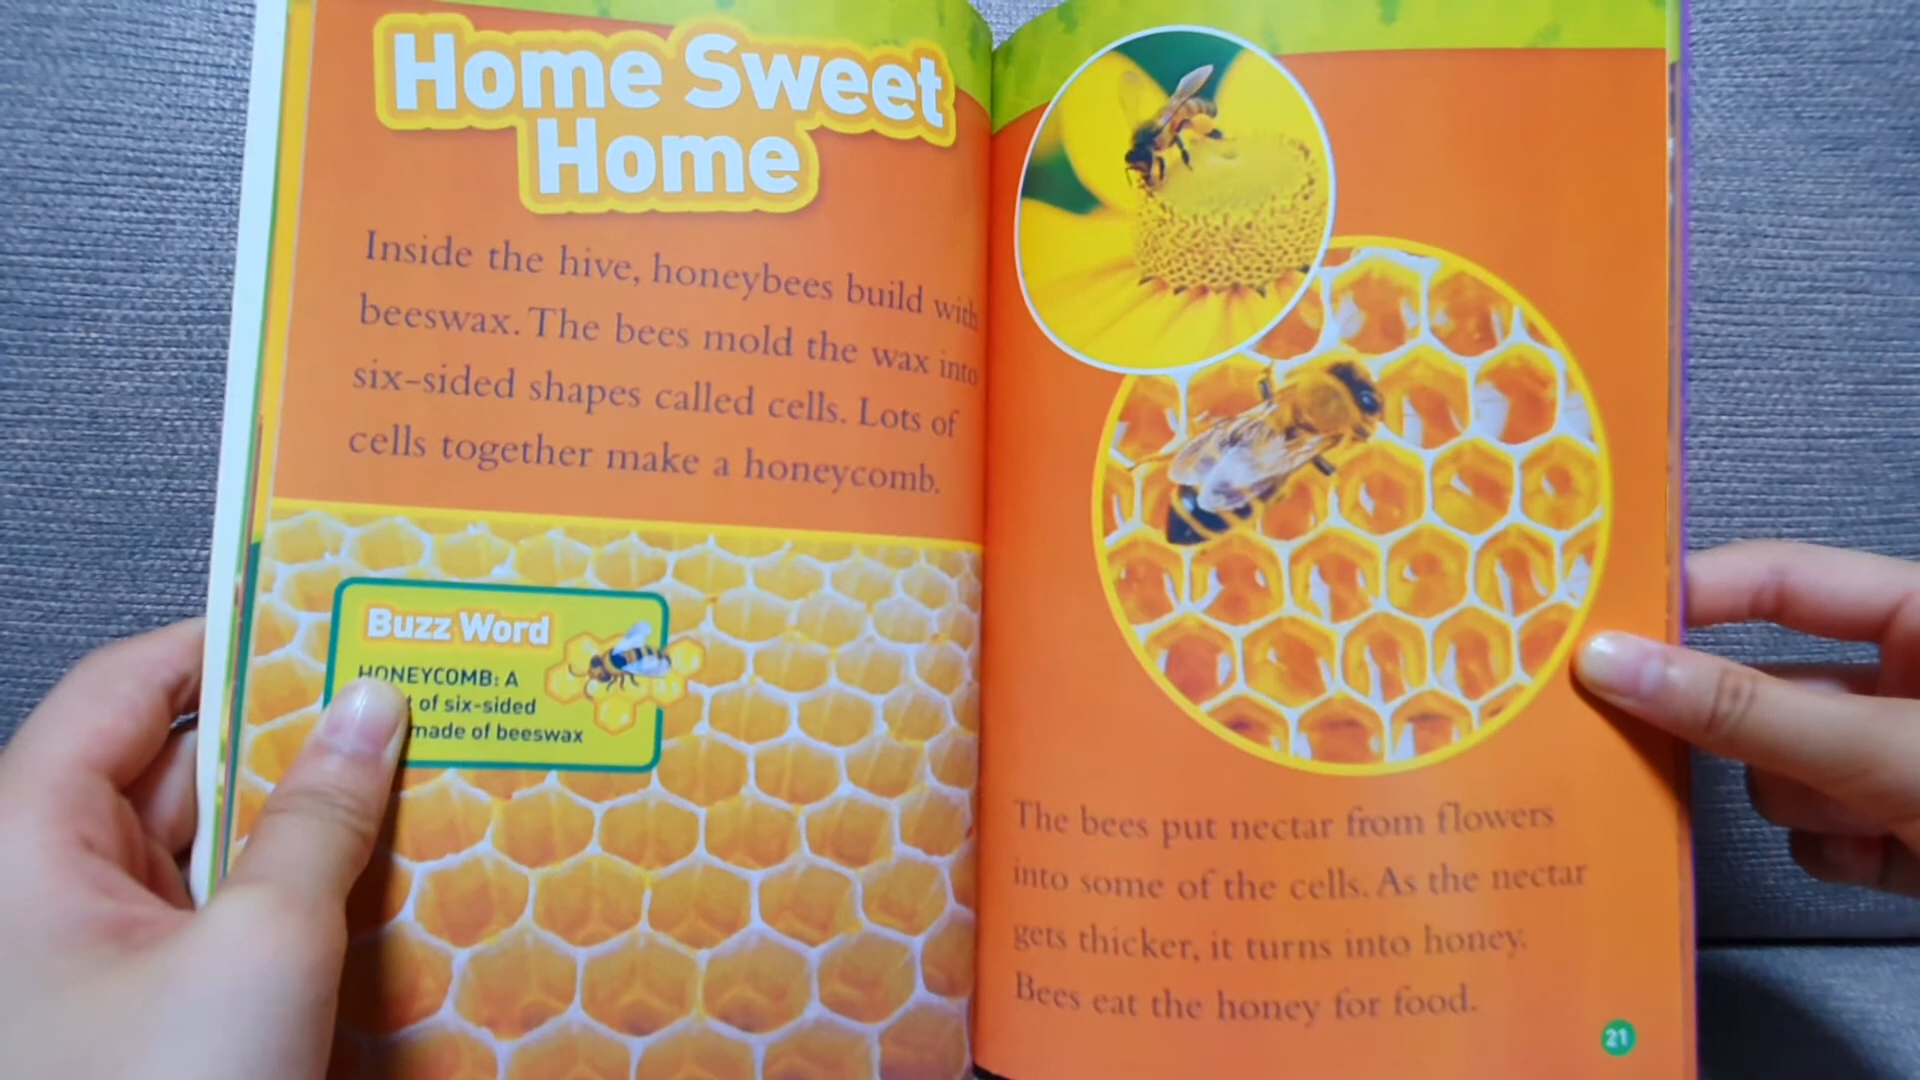 Home Sweet
Home
Inside the hive, honeybees build with
beeswax. The bees mold the wax into
six-sided shapes called cells. Lots of
cells together make a honeycomb.
Buzz Word
HONEYCOMB: A
of six-sided
made of beeswax
The bees put nectar from flowers
into some of the cells. As the nectar
gets thicker, it turns into honey.
Bees eat the honey for food.
21